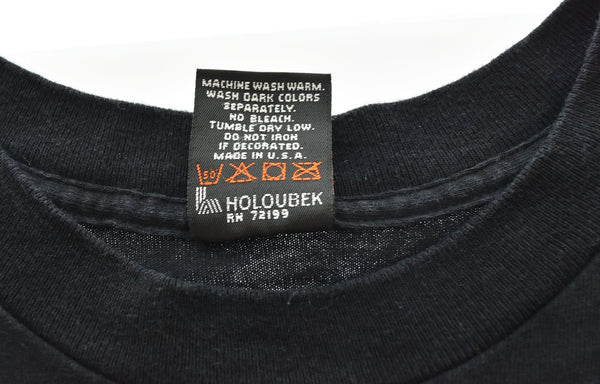 MACHINE WASH WARM.
WASH DARK COLORS
SEPARATELY.
NO BLEACH.
TUMBLE DRY LOW.
DO NOT IRON
IF DECORATED.
MADE IN U.S.A.
50
HOLOUBEK
RN 72199